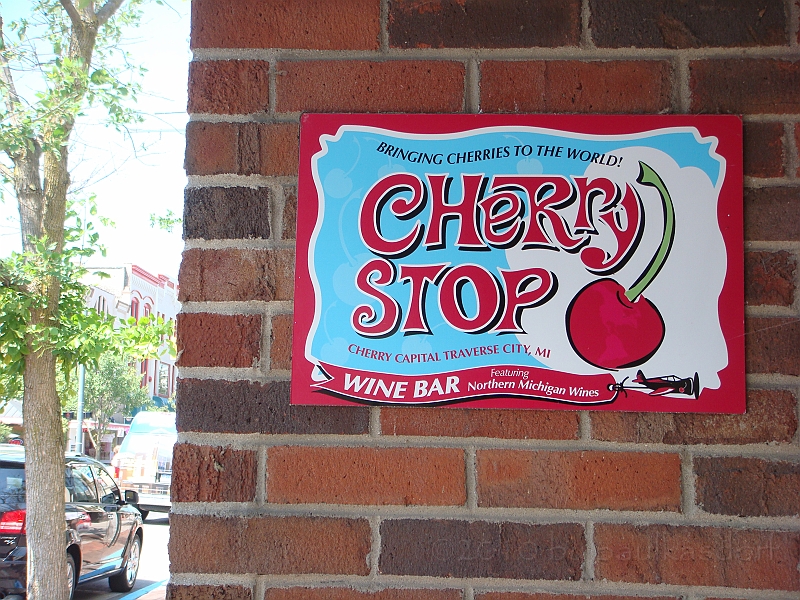 BRINGING CHERRIES TO THE WORLD!
CHeRry
STOP
CHERRY CAPITAL TRAVERSE CITY, MI
WINE BAR
Featuring
Northern Michigan Wines